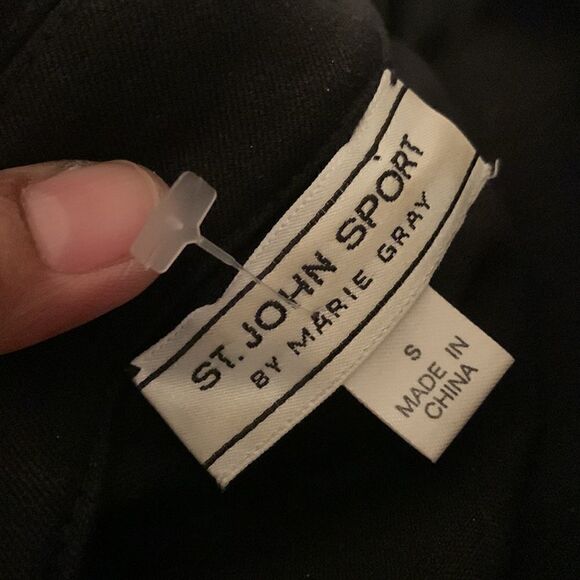 ST. JOHN SPORT
BY MARIE GRAY
S
MADE IN
CHINA